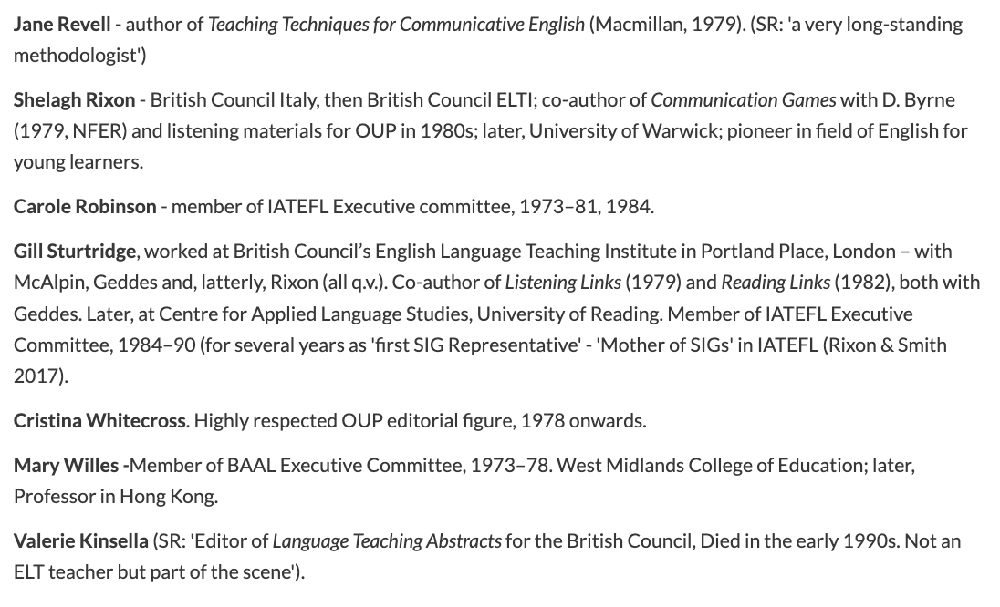 Jane Revell - author of Teaching Techniques for Communicative English (Macmillan, 1979). (SR: 'a very long-standing
methodologist')
Shelagh Rixon - British Council Italy, then British Council ELTI; co-author of Communication Games with D. Byrne
(1979, NFER) and listening materials for OUP in 1980s; later, University of Warwick; pioneer in field of English for
young learners.
Carole Robinson - member of IATEFL Executive committee, 1973–81, 1984.
Gill Sturtridge, worked at British Council’s English Language Teaching Institute in Portland Place, London – with
McAlpin, Geddes and, latterly, Rixon (all q.v.). Co-author of Listening Links (1979) and Reading Links (1982), both with
Geddes. Later, at Centre for Applied Language Studies, University of Reading. Member of IATEFL Executive
Committee, 1984–90 (for several years as 'first SIG Representative' - 'Mother of SIGs' in IATEFL (Rixon & Smith
2017).
Cristina Whitecross. Highly respected OUP editorial figure, 1978 onwards.
Mary Willes -Member of BAAL Executive Committee, 1973–78. West Midlands College of Education; later,
Professor in Hong Kong.
Valerie Kinsella (SR: 'Editor of Language Teaching Abstracts for the British Council, Died in the early 1990s. Not an
ELT teacher but part of the scene').